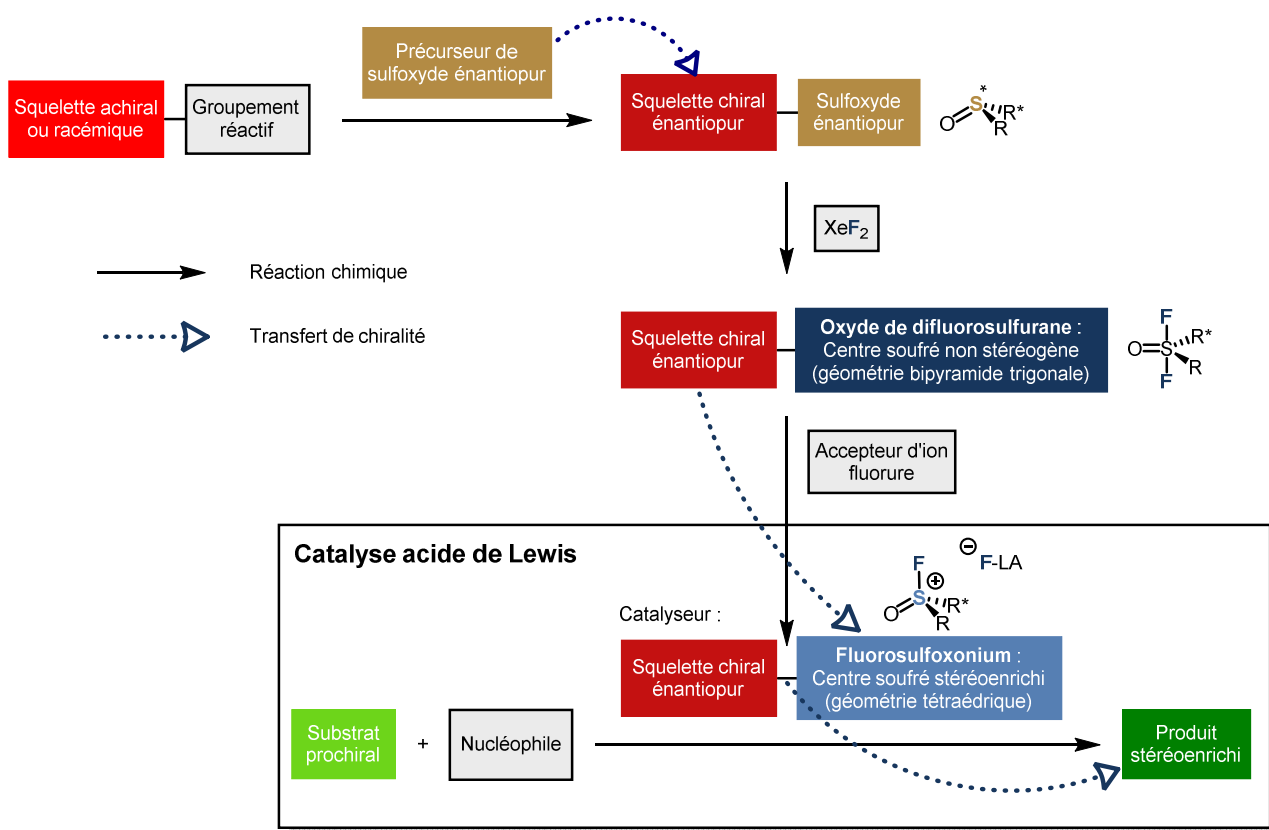 Précurseur de
sulfoxyde énantiopur
Squelette achiral
ou racémique
Groupement
réactif
Squelette chiral
énantiopur
Sulfoxyde
énantiopur
*
S
O
R*
R
XeF2
Réaction chimique
Transfert de chiralité
Squelette chiral
énantiopur
Oxyde de difluorosulfurane :
Centre soufré non stéréogène
(géométrie bipyramide trigonale)
F
O
S
R*
R
F
Accepteur d'ion
fluorure
Catalyse acide de Lewis
F
⊖
F-LA
⊕
S
O
R*
R
Catalyseur :
Squelette chiral
énantiopur
Fluorosulfoxonium :
Centre soufré stéréoenrichi
(géométrie tétraédrique)
Substrat
prochiral
+
Nucléophile
Produit
stéréoenrichi